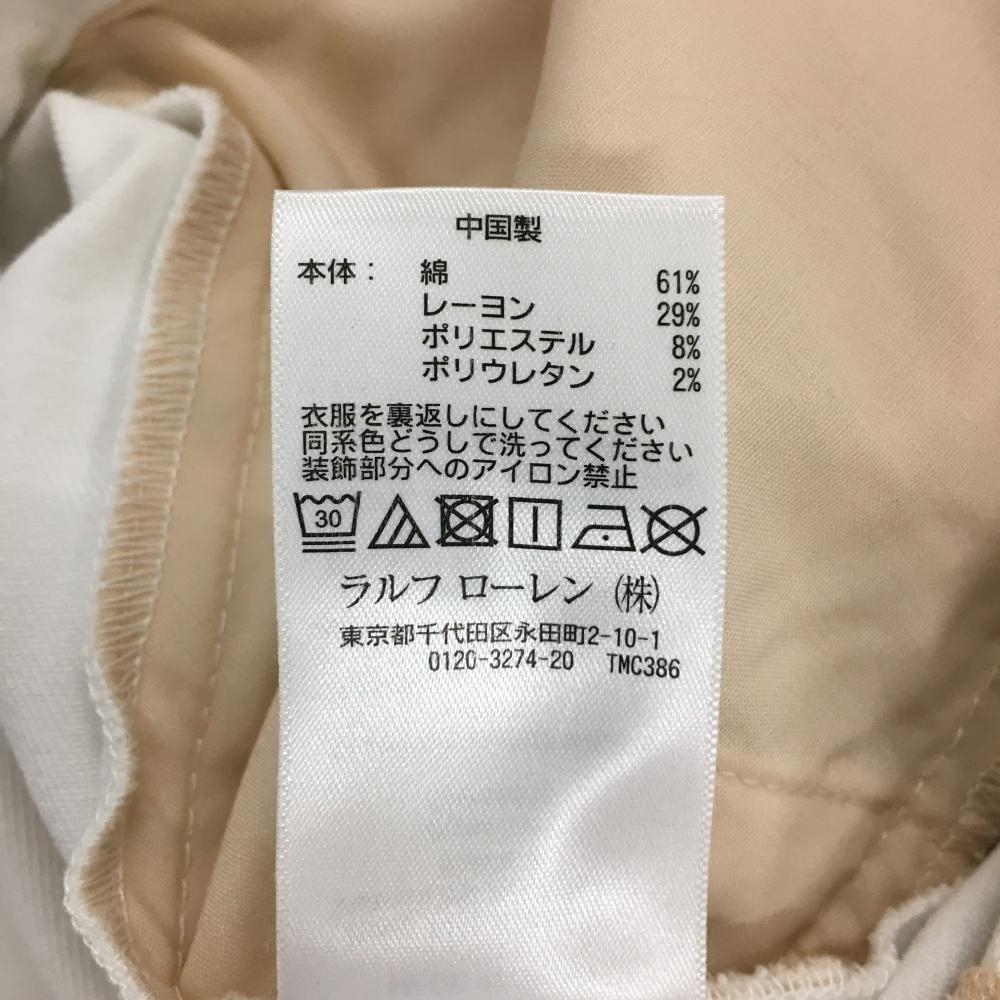 中国製
本体： 綿 61%
レーヨン 29%
ポリエステル 8%
ポリウレタン 2%
衣服を裏返しにしてください
同系色どうしで洗ってください
装飾部分へのアイロン禁止
30
ラルフ ローレン (株)
東京都千代田区永田町2-10-1
0120-3274-20 TMC386